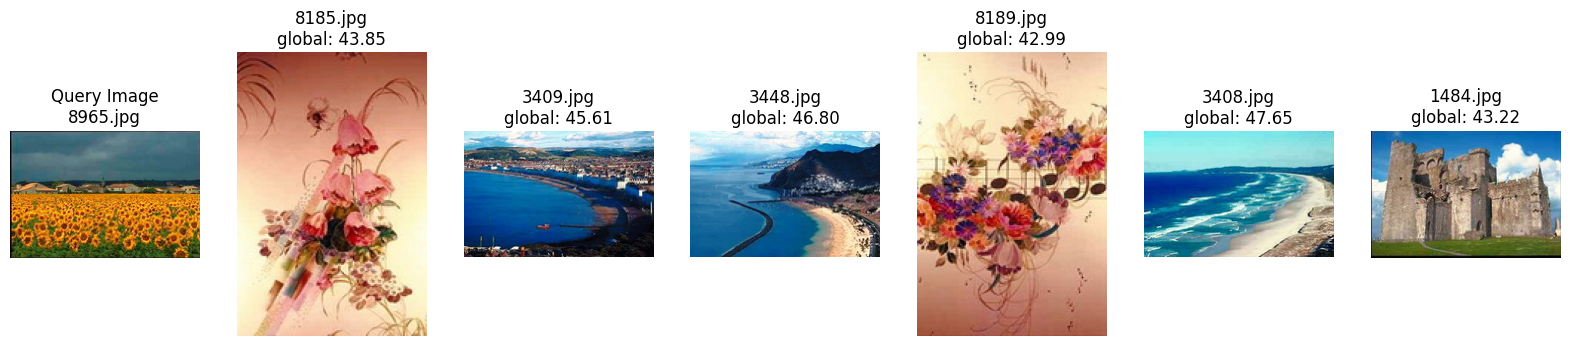 Query Image
8965.jpg
8185.jpg
global: 43.85
3409.jpg
global: 45.61
3448.jpg
global: 46.80
8189.jpg
global: 42.99
3408.jpg
global: 47.65
1484.jpg
global: 43.22